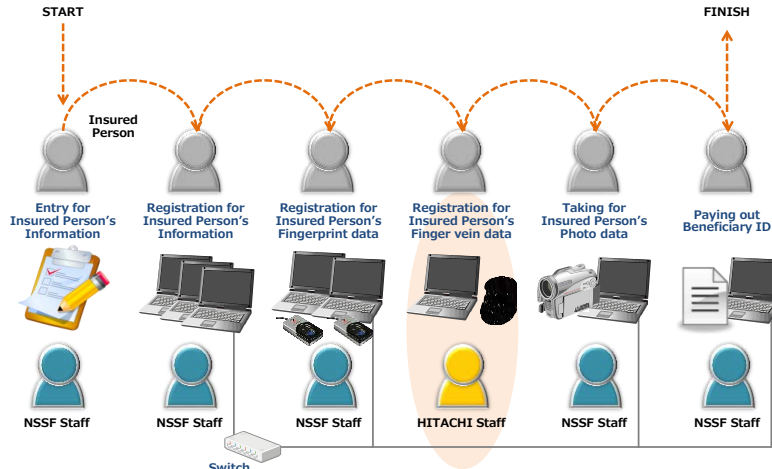 START
FINISH
Insured
Person
Entry for
Insured Person's
Information
Registration for
Insured Person's
Information
Registration for
Insured Person's
Fingerprint data
Registration for
Insured Person's
Finger vein data
Taking for
Insured Person's
Photo data
Paying out
Beneficiary ID
NSSF Staff
NSSF Staff
NSSF Staff
HITACHI Staff
NSSF Staff
NSSF Staff
Switch